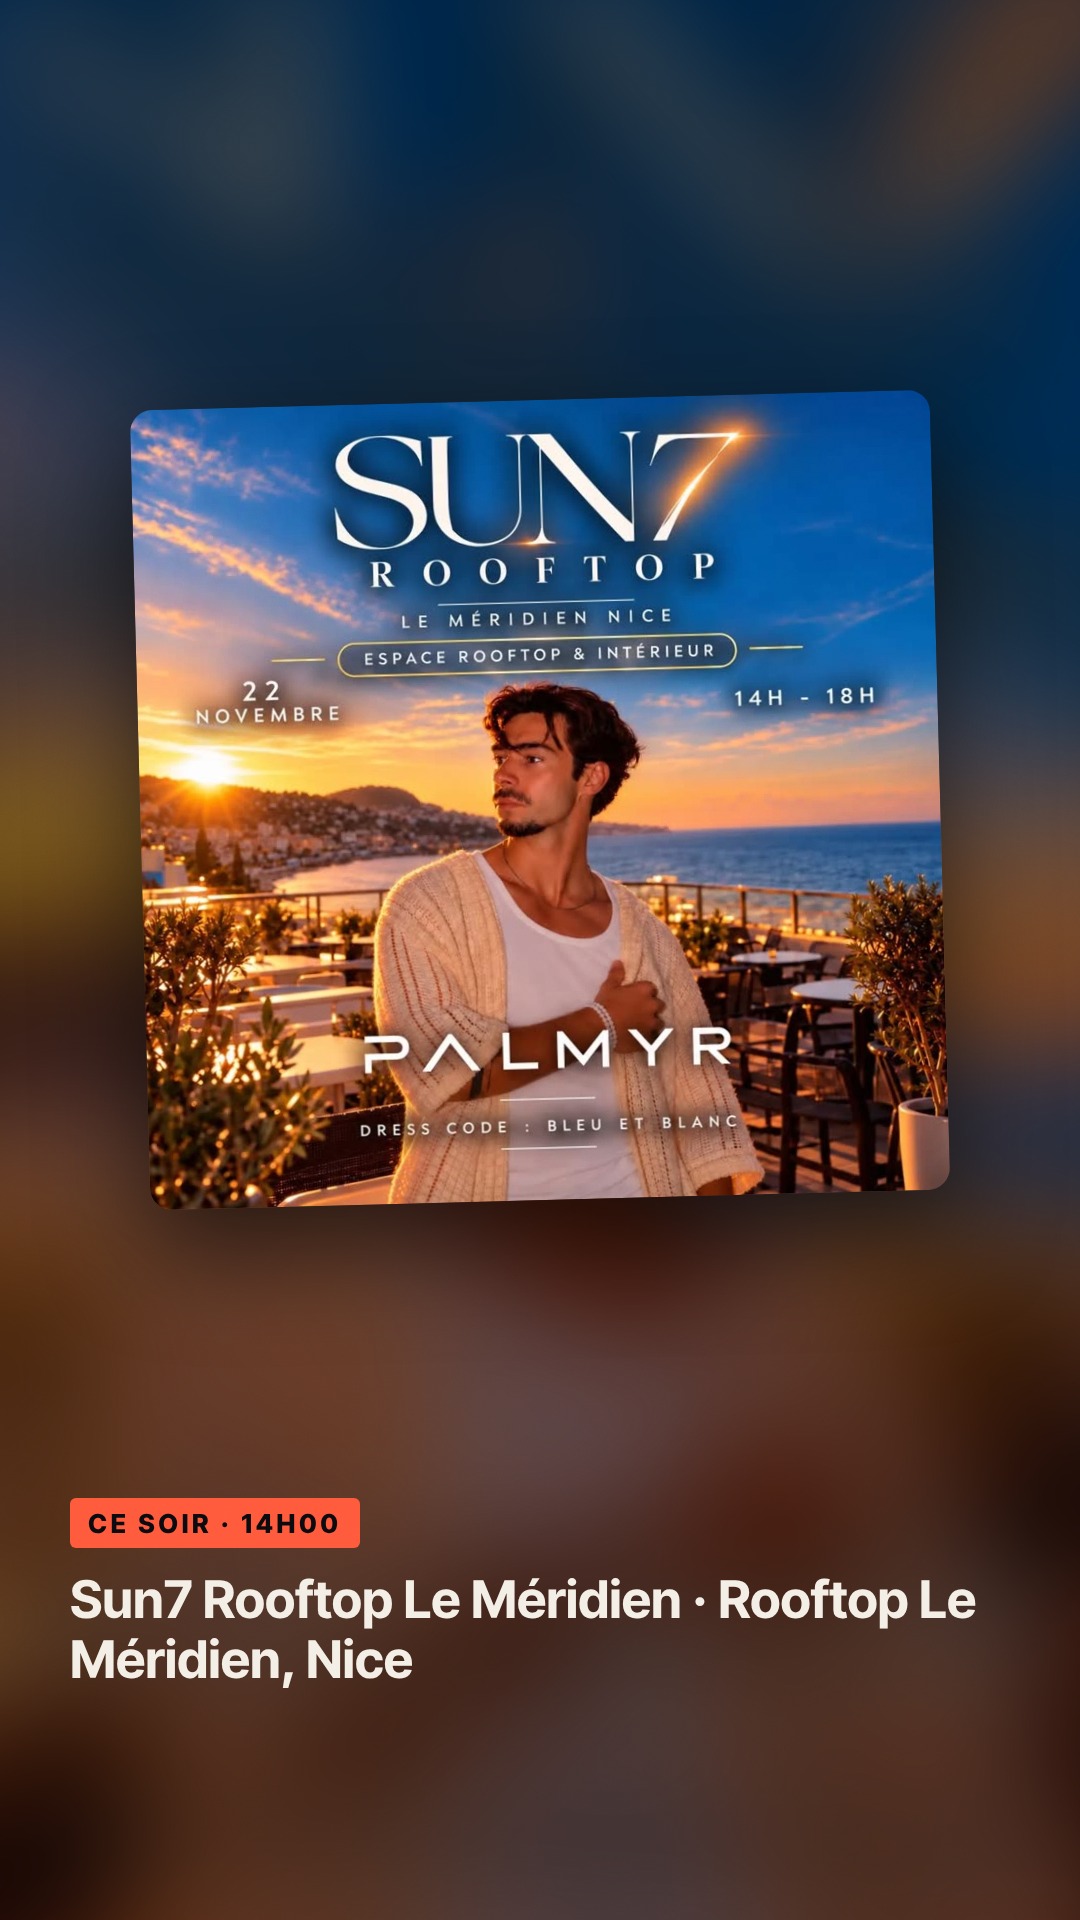 SUN7
ROOFTOP
LE MÉRIDIEN NICE
ESPACE ROOFTOP & INTÉRIEUR
22
NOVEMBRE
14H - 18H
PALMYR
DRESS CODE : BLEU ET BLANC
CE SOIR · 14H00
Sun7 Rooftop Le Méridien · Rooftop Le
Méridien, Nice